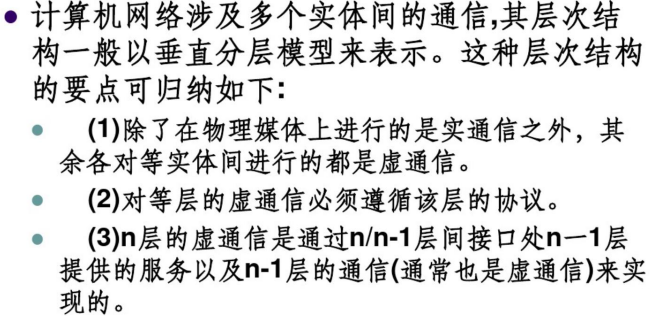 ● 计算机网络涉及多个实体间的通信,其层次结
构一般以垂直分层模型来表示。这种层次结构
的要点可归纳如下:
● (1)除了在物理媒体上进行的是实通信之外，其
余各对等实体间进行的都是虚通信。
● (2)对等层的虚通信必须遵循该层的协议。
● (3)n层的虚通信是通过n/n-1层间接口处n一1层
提供的服务以及n-1层的通信(通常也是虚通信)来实
现的。